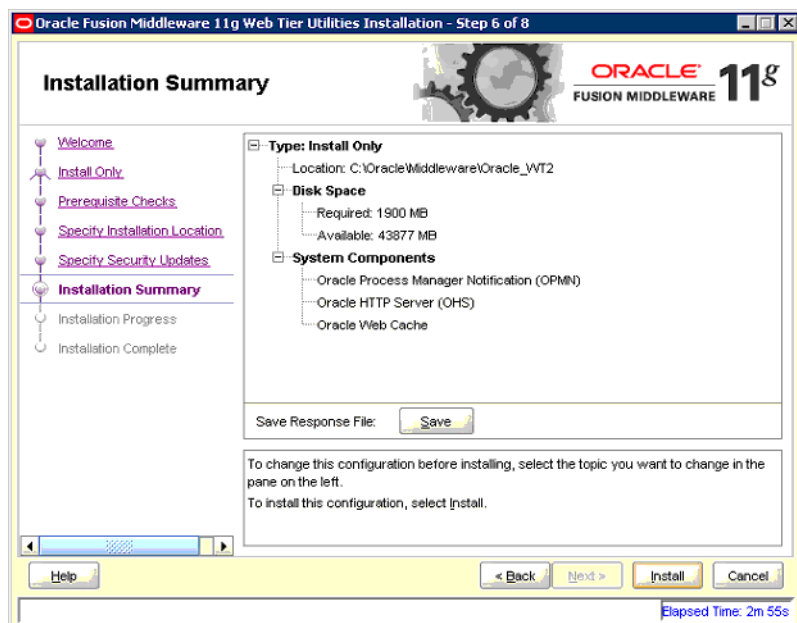 Oracle Fusion Middleware 11g Web Tier Utilities Installation - Step 6 of 8
Installation Summary
ORACLE
FUSION MIDDLEWARE 11g
Welcome
Install Only
Prerequisite Checks
Specify Installation Location
Specify Security Updates
Installation Summary
Installation Progress
Installation Complete
Type: Install Only
Location: C:\Oracle\Middleware\Oracle_WT2
Disk Space
Required: 1900 MB
Available: 43877 MB
System Components
Oracle Process Manager Notification (OPMN)
Oracle HTTP Server (OHS)
Oracle Web Cache
Save Response File: Save
To change this configuration before installing, select the topic you want to change in the
pane on the left.
To install this configuration, select Install.
Help < Back Next > Install Cancel
Elapsed Time: 2m 55s